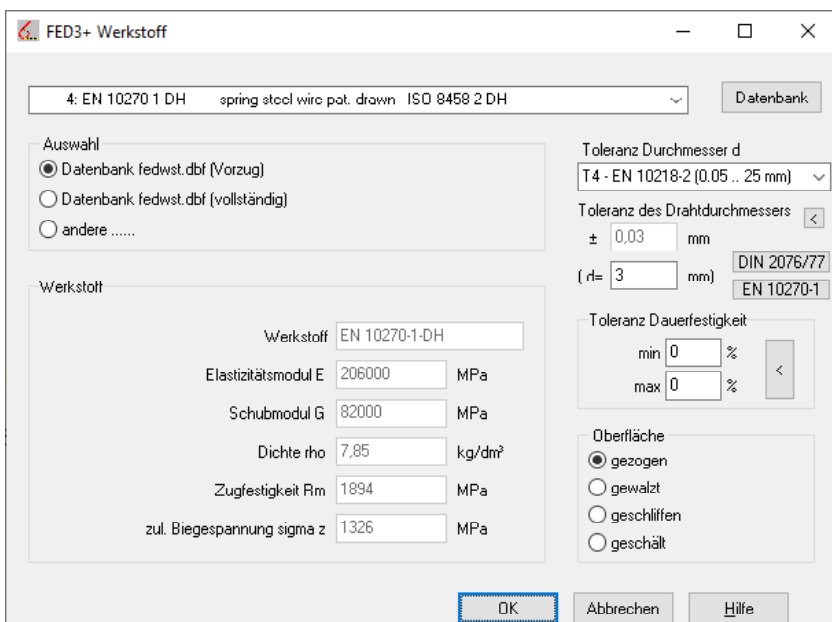 FED3+ Werkstoff
4: EN 10270 1 DH spring steel wire pat. drawn ISO 8458 2 DH
Datenbank
Auswahl
Datenbank fedwst.dbf (Vorzug)
Datenbank fedwst.dbf (vollständig)
andere ......
Toleranz Durchmesser d
T4 - EN 10218-2 (0.05 .. 25 mm)
Toleranz des Drahtdurchmessers
<
± 0,03 mm
DIN 2076/77
( d= 3 mm)
EN 10270-1
Werkstoff
Werkstoff EN 10270-1-DH
Elastizitätsmodul E 206000 MPa
Schubmodul G 82000 MPa
Dichte rho 7,85 kg/dm³
Zugfestigkeit Rm 1894 MPa
zul. Biegespannung sigma z 1326 MPa
Toleranz Dauerfestigkeit
min 0 %
max 0 %
<
Oberfläche
gezogen
gewalzt
geschliffen
geschält
OK
Abbrechen
Hilfe